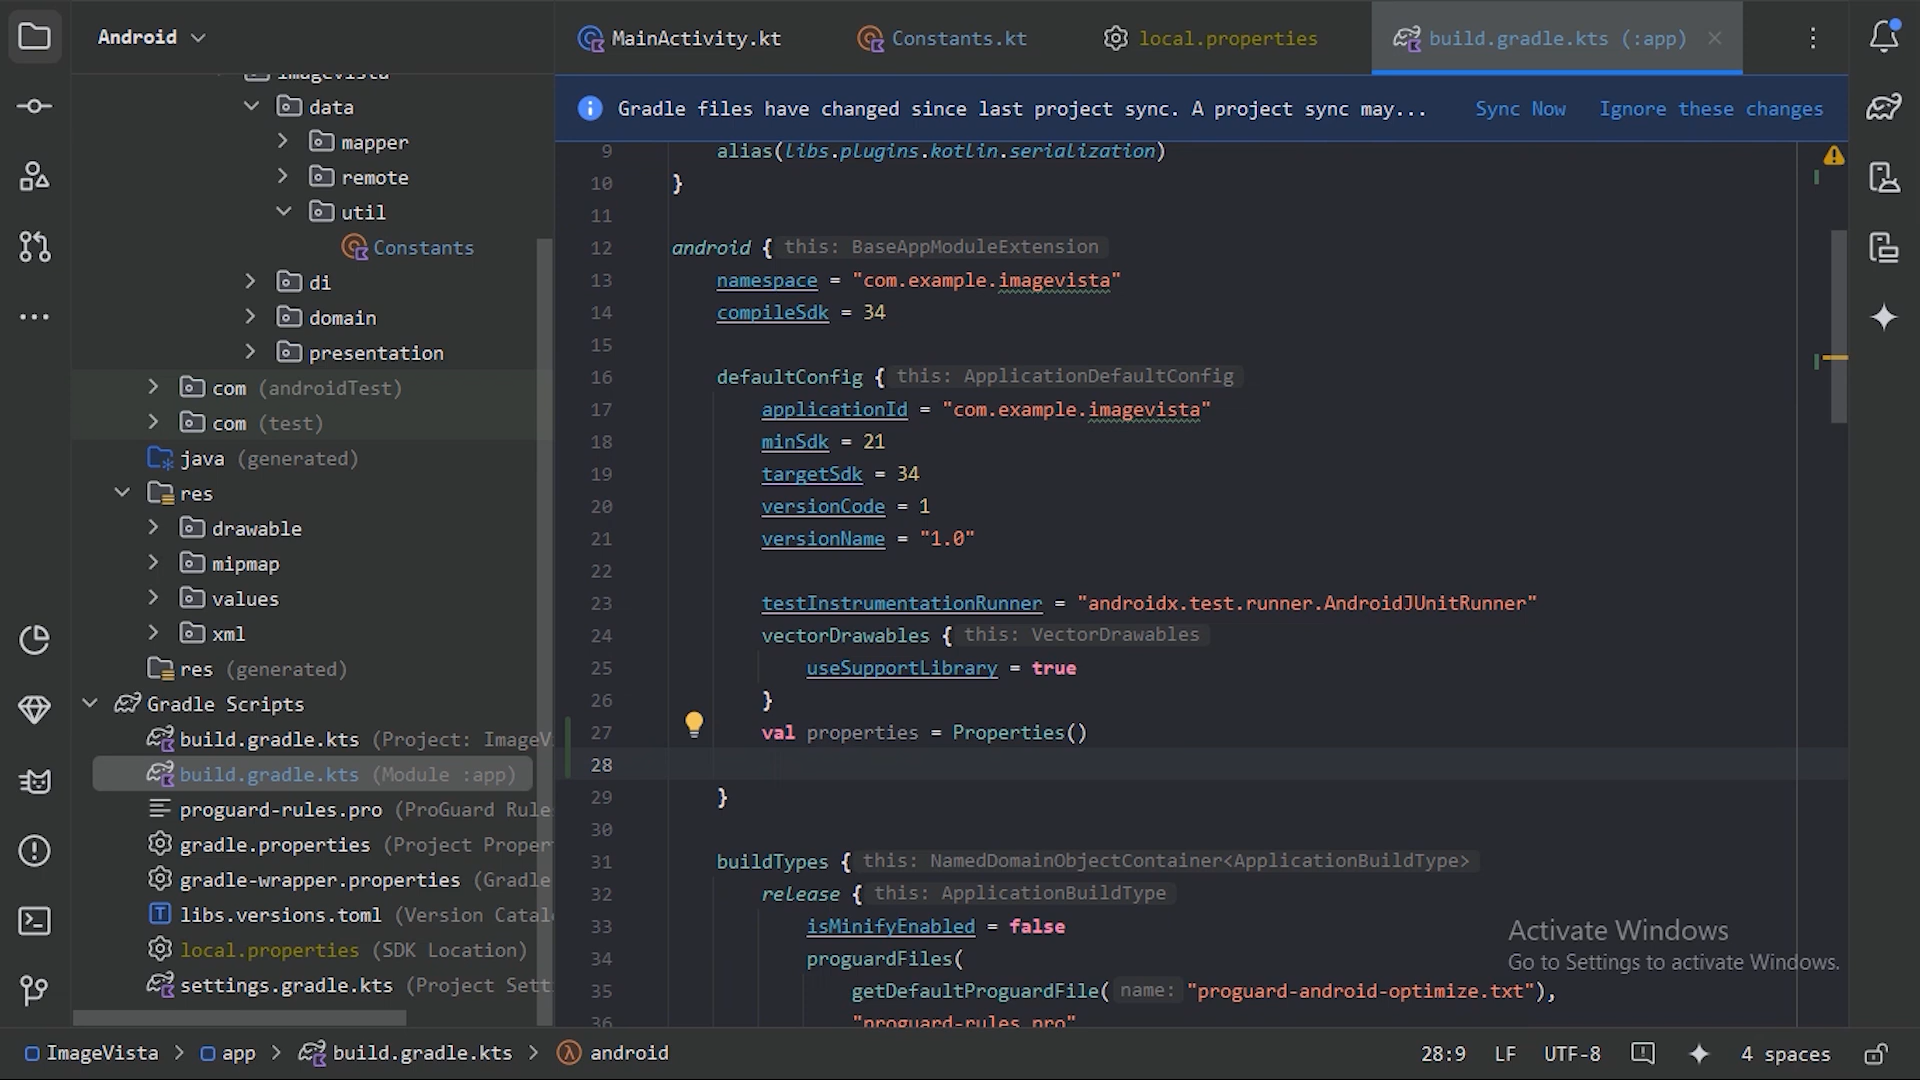 Android
MainActivity.kt
Constants.kt
local.properties
build.gradle.kts (:app)
Gradle files have changed since last project sync. A project sync may...
Sync Now
Ignore these changes
imagevista
data
mapper
remote
util
Constants
di
domain
presentation
com (androidTest)
com (test)
java (generated)
res
drawable
mipmap
values
xml
res (generated)
Gradle Scripts
build.gradle.kts (Project: ImageV
build.gradle.kts (Module :app)
proguard-rules.pro (ProGuard Rule
gradle.properties (Project Proper
gradle-wrapper.properties (Gradle
libs.versions.toml (Version Catal
local.properties (SDK Location)
settings.gradle.kts (Project Sett
9 alias(libs.plugins.kotlin.serialization)
10 }
11
12 android { this: BaseAppModuleExtension
13 namespace = "com.example.imagevista"
14 compileSdk = 34
15
16 defaultConfig { this: ApplicationDefaultConfig
17 applicationId = "com.example.imagevista"
18 minSdk = 21
19 targetSdk = 34
20 versionCode = 1
21 versionName = "1.0"
22
23 testInstrumentationRunner = "androidx.test.runner.AndroidJUnitRunner"
24 vectorDrawables { this: VectorDrawables
25 useSupportLibrary = true
26 }
27 val properties = Properties()
28
29 }
30
31 buildTypes { this: NamedDomainObjectContainer<ApplicationBuildType>
32 release { this: ApplicationBuildType
33 isMinifyEnabled = false
34 proguardFiles(
35 getDefaultProguardFile( name: "proguard-android-optimize.txt"),
36 "proguard-rules.pro"
Activate Windows
Go to Settings to activate Windows.
ImageVista > app > build.gradle.kts > android
28:9 LF UTF-8 4 spaces